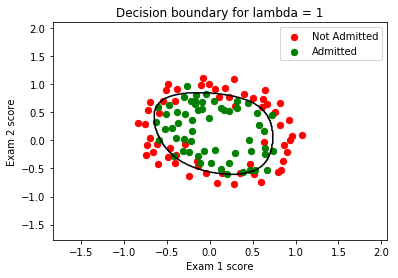 Decision boundary for lambda = 1
Not Admitted
Admitted
Exam 2 score
2.0
1.5
1.0
0.5
0.0
−0.5
−1.0
−1.5
−1.5 −1.0 −0.5 0.0 0.5 1.0 1.5 2.0
Exam 1 score